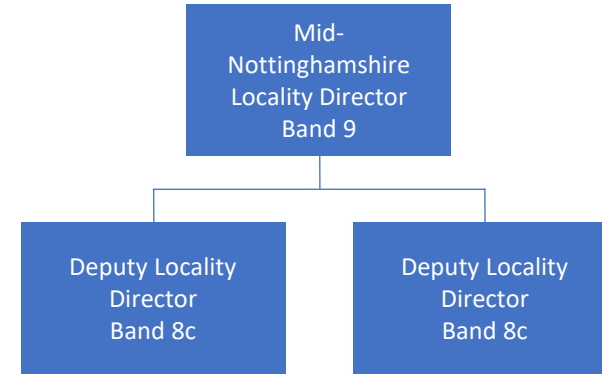 Mid-
Nottinghamshire
Locality Director
Band 9
Deputy Locality
Director
Band 8c
Deputy Locality
Director
Band 8c